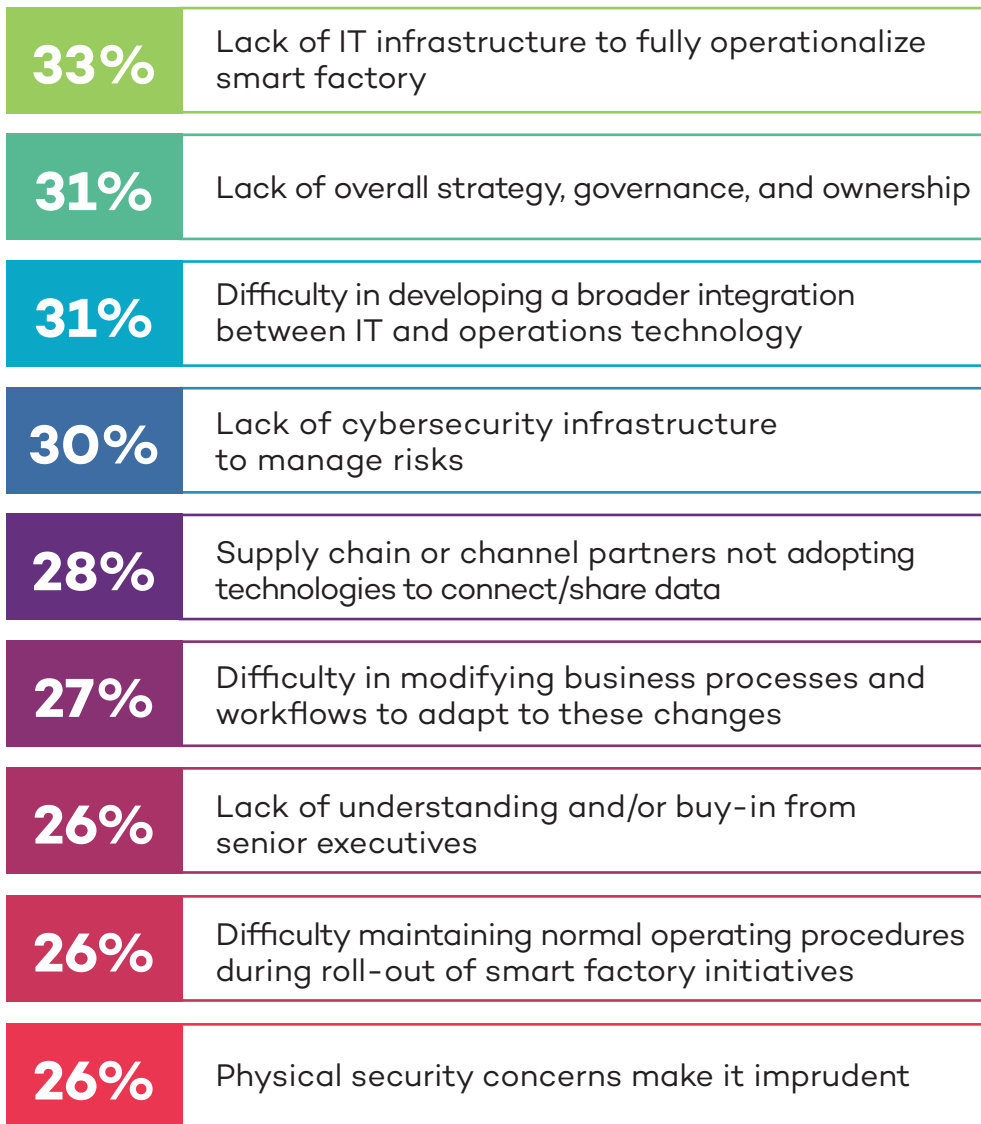 33%
Lack of IT infrastructure to fully operationalize
smart factory
31%
Lack of overall strategy, governance, and ownership
31%
Difficulty in developing a broader integration
between IT and operations technology
30%
Lack of cybersecurity infrastructure
to manage risks
28%
Supply chain or channel partners not adopting
technologies to connect/share data
27%
Difficulty in modifying business processes and
workflows to adapt to these changes
26%
Lack of understanding and/or buy-in from
senior executives
26%
Difficulty maintaining normal operating procedures
during roll-out of smart factory initiatives
26%
Physical security concerns make it imprudent